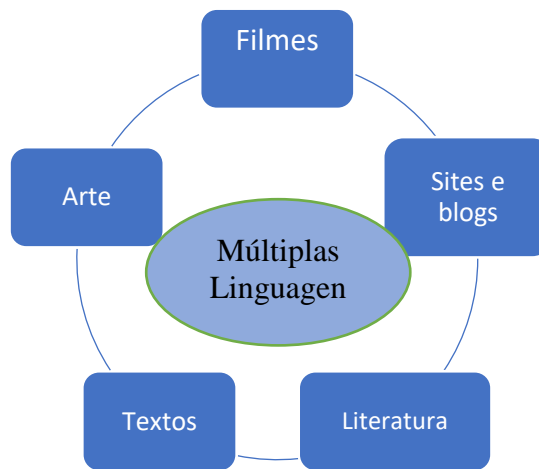 Filmes
Sites e
blogs
Literatura
Textos
Arte
Múltiplas
Linguagen